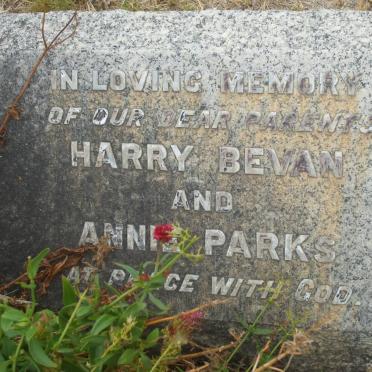 IN LOVING MEMORY
OF OUR DEAR PARENTS
HARRY BEVAN
AND
ANNIE PARKS
AT PEACE WITH GOD.